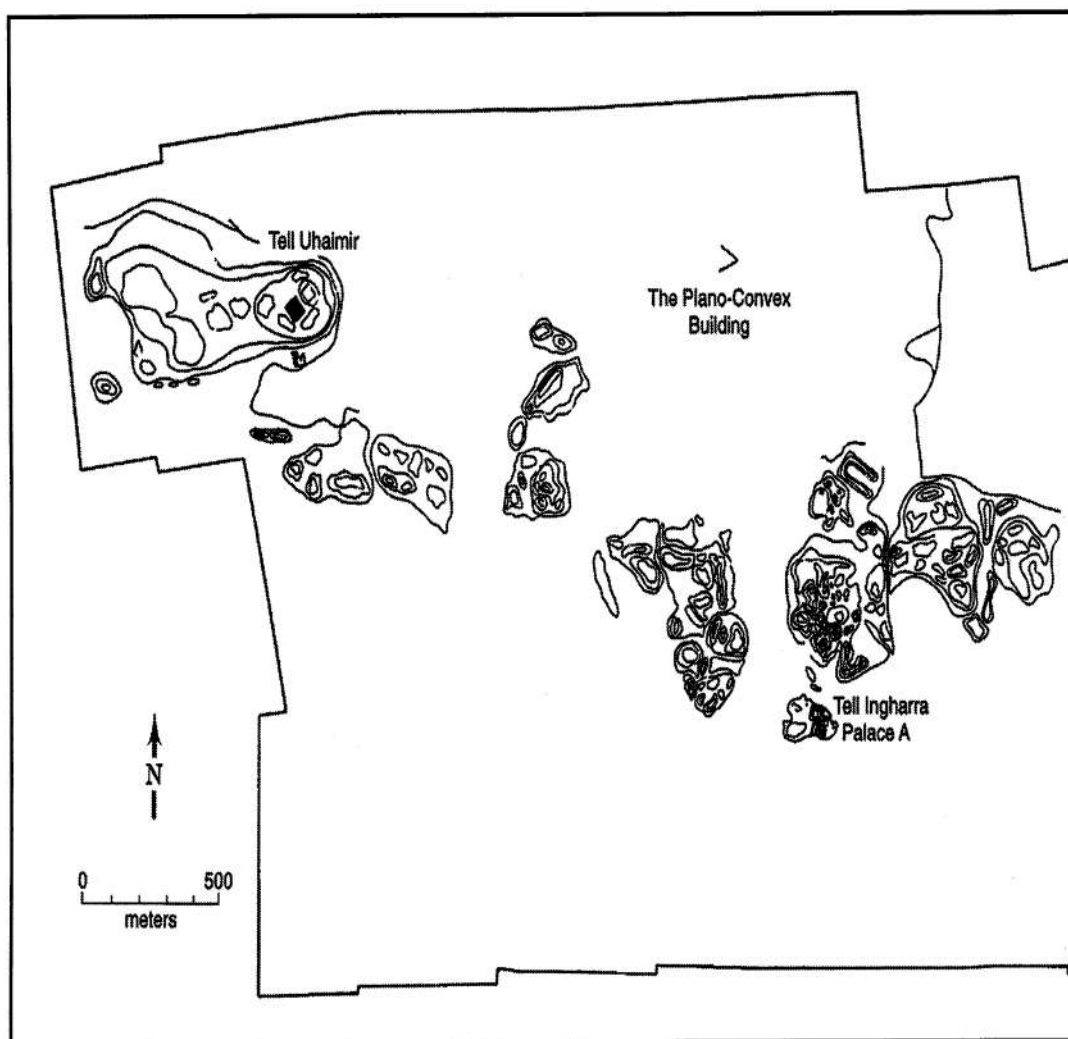 Tell Uhaimir
The Plano-Convex
Building
Tell Ingharra
Palace A
N
0 500
meters